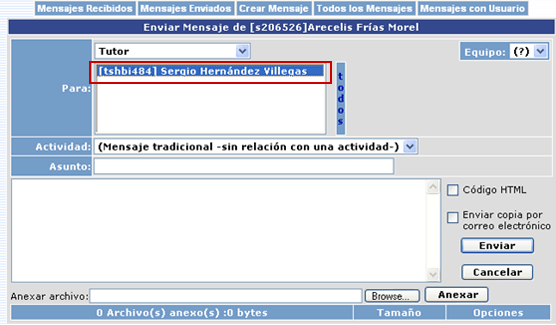 Mensajes Recibidos Mensajes Enviados Crear Mensaje Todos los Mensajes Mensajes con Usuario
Enviar Mensaje de [s206526]Arecelis Frías Morel
Tutor Equipo: (?)
Para: [tshbi484] Sergio Hernández Villegas
todos
Actividad: (Mensaje tradicional -sin relación con una actividad-)
Asunto:
Código HTML
Enviar copia por
correo electrónico
Enviar
Cancelar
Anexar archivo: Browse... Anexar
0 Archivo(s) anexo(s) :0 bytes Tamaño Opciones